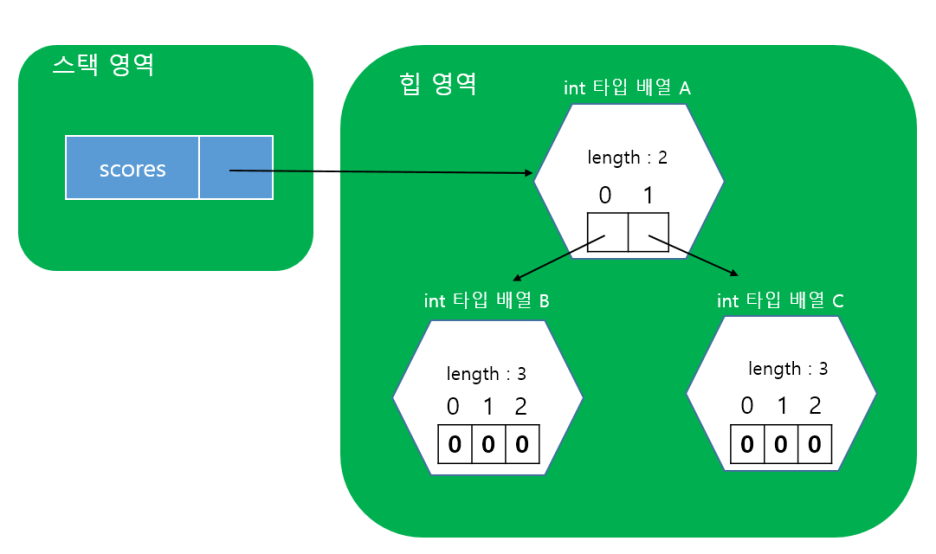 스택 영역
scores
힙 영역
int 타입 배열 A
length : 2
0 1
int 타입 배열 B
length : 3
0 1 2
0 0 0
int 타입 배열 C
length : 3
0 1 2
0 0 0